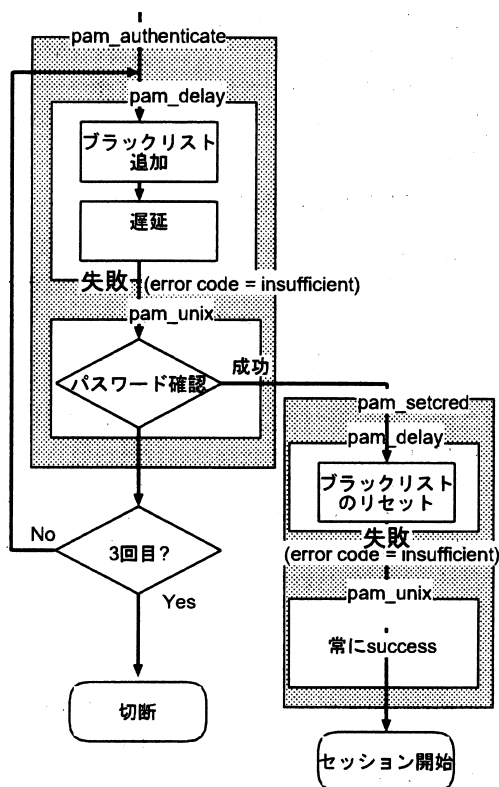 pam_authenticate
pam_delay
ブラックリスト
追加
遅延
失敗 (error code = insufficient)
pam_unix
パスワード確認
成功
pam_setcred
pam_delay
ブラックリスト
のリセット
失敗
(error code = insufficient)
pam_unix
常にsuccess
セッション開始
No
3回目?
Yes
切断